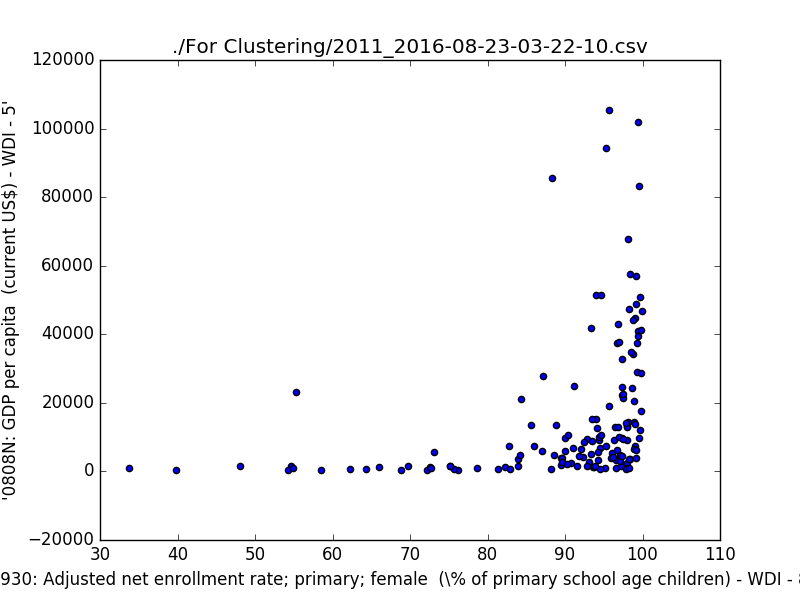 ./For Clustering/2011_2016-08-23-03-22-10.csv
120000
100000
80000
60000
40000
20000
0
−20000
'0808N: GDP per capita  (current US$) - WDI - 5'
30 40 50 60 70 80 90 100 110
930: Adjusted net enrollment rate; primary; female  (\% of primary school age children) - WDI -